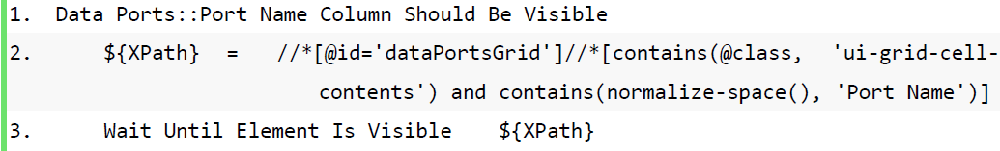 1. Data Ports::Port Name Column Should Be Visible
2. ${XPath} = //*[@id='dataPortsGrid']//*[contains(@class, 'ui-grid-cell-
contents') and contains(normalize-space(), 'Port Name')]
3. Wait Until Element Is Visible ${XPath}